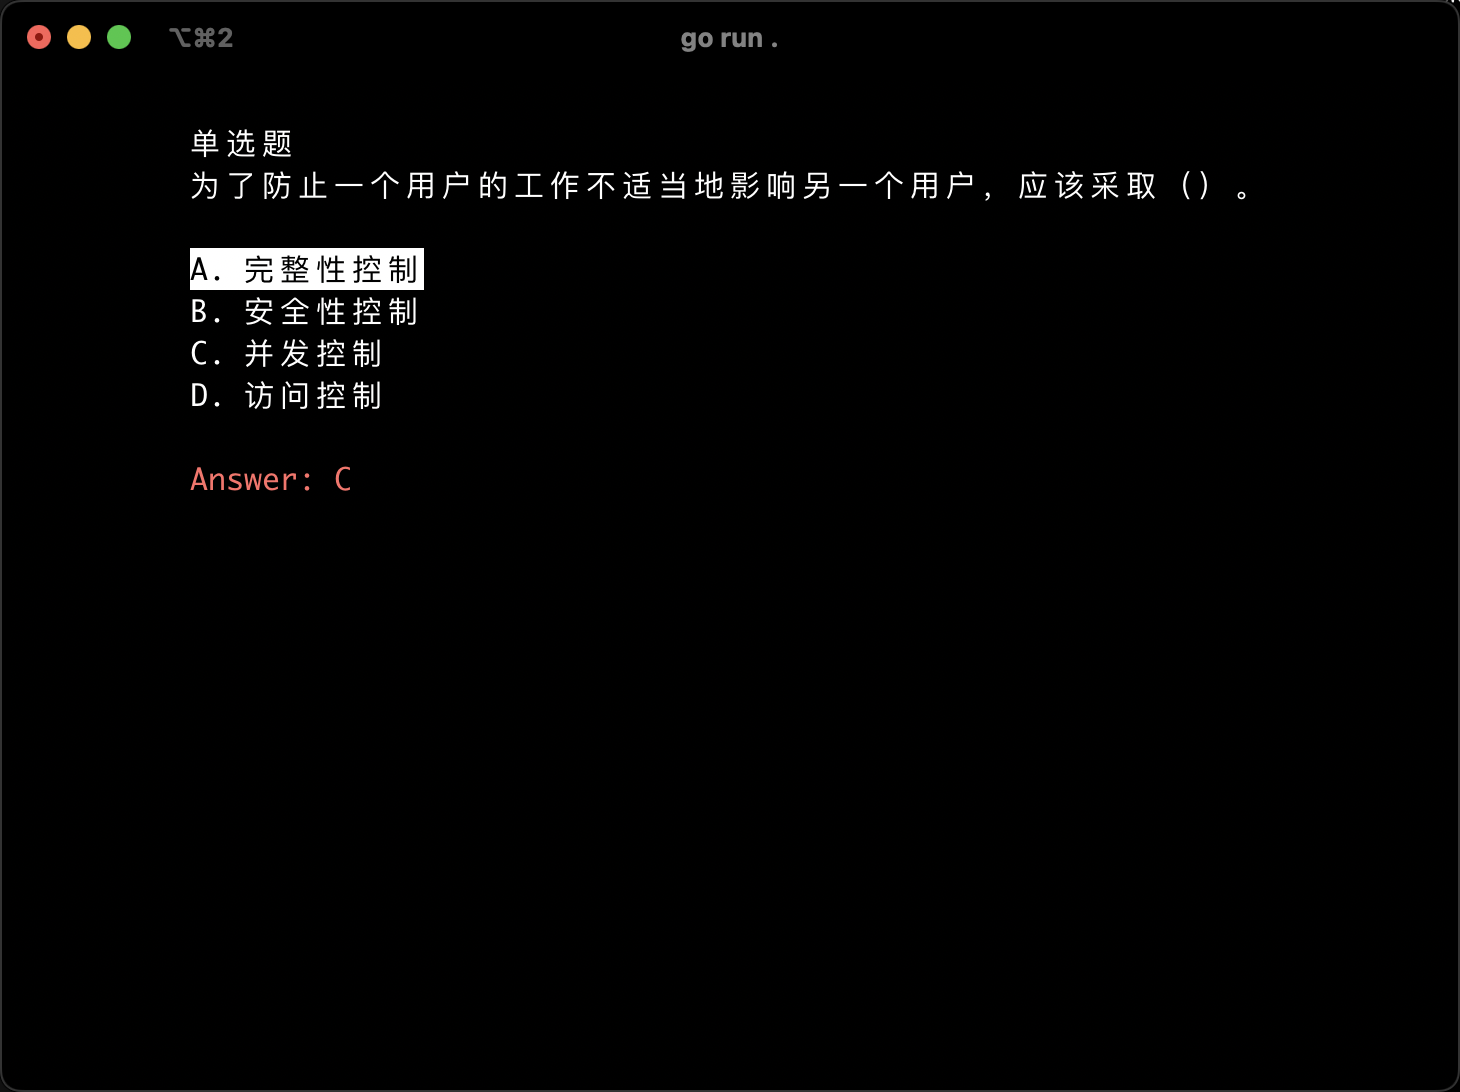 ⌥⌘2
go run .
单选题
为了防止一个用户的工作不适当地影响另一个用户，应该采取（）。
A. 完整性控制
B. 安全性控制
C. 并发控制
D. 访问控制
Answer: C